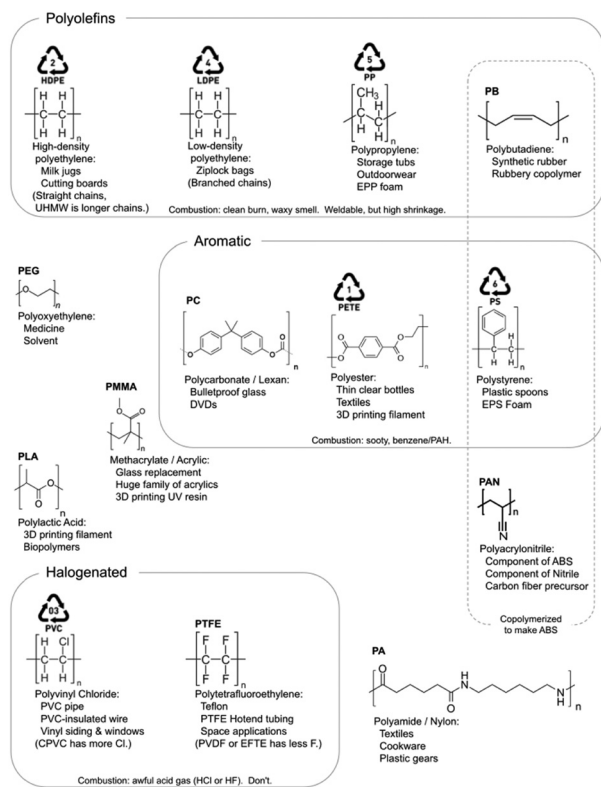 Polyolefins
2
HDPE
H H
C C
H H
n
High-density
polyethylene:
Milk jugs
Cutting boards
(Straight chains,
UHMW is longer chains.)
4
LDPE
H H
C C
H H
n
Low-density
polyethylene:
Ziplock bags
(Branched chains)
5
PP
CH3 H
C C
H H
n
Polypropylene:
Storage tubs
Outdoorwear
EPP foam
PB
n
Polybutadiene:
Synthetic rubber
Rubbery copolymer
Combustion: clean burn, waxy smell. Weldable, but high shrinkage.
Aromatic
PEG
O
n
Polyoxyethylene:
Medicine
Solvent
PC
O
O O
n
Polycarbonate / Lexan:
Bulletproof glass
DVDs
1
PETE
O O
O O
n
Polyester:
Thin clear bottles
Textiles
3D printing filament
6
PS
H
C C
H H
n
Polystyrene:
Plastic spoons
EPS Foam
Combustion: sooty, benzene/PAH.
PMMA
O
O
n
Methacrylate / Acrylic:
Glass replacement
Huge family of acrylics
3D printing UV resin
PLA
O
O
n
Polylactic Acid:
3D printing filament
Biopolymers
PAN
n
N
Polyacrylonitrile:
Component of ABS
Component of Nitrile
Carbon fiber precursor
Copolymerized
to make ABS
Halogenated
03
PVC
H Cl
C C
H H
n
Polyvinyl Chloride:
PVC pipe
PVC-insulated wire
Vinyl siding & windows
(CPVC has more Cl.)
PTFE
F F
C C
F F
n
Polytetrafluoroethylene:
Teflon
PTFE Hotend tubing
Space applications
(PVDF or EFTE has less F.)
Combustion: awful acid gas (HCl or HF). Don't.
PA
O
H
N
O
N
H
n
Polyamide / Nylon:
Textiles
Cookware
Plastic gears